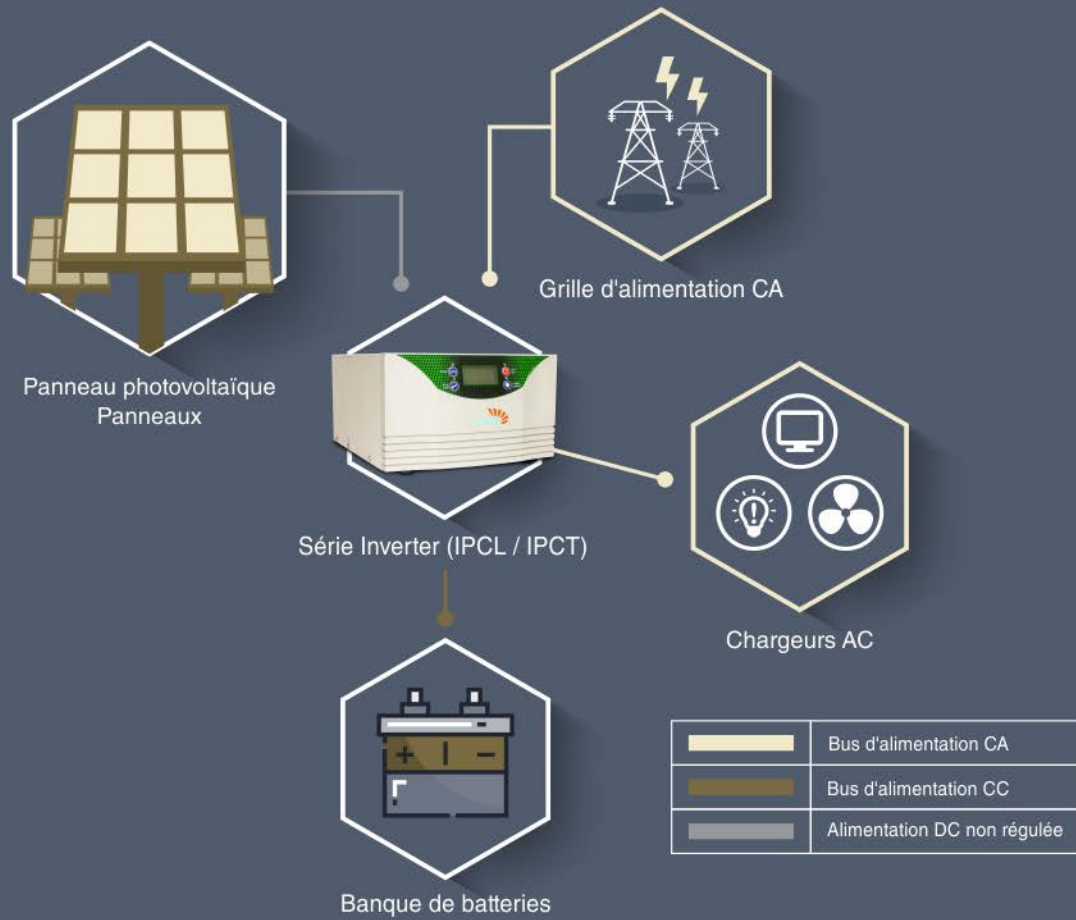 Grille d'alimentation CA
Panneau photovoltaïque
Panneaux
Série Inverter (IPCL / IPCT)
Chargeurs AC
Bus d'alimentation CA
Bus d'alimentation CC
Alimentation DC non régulée
Banque de batteries